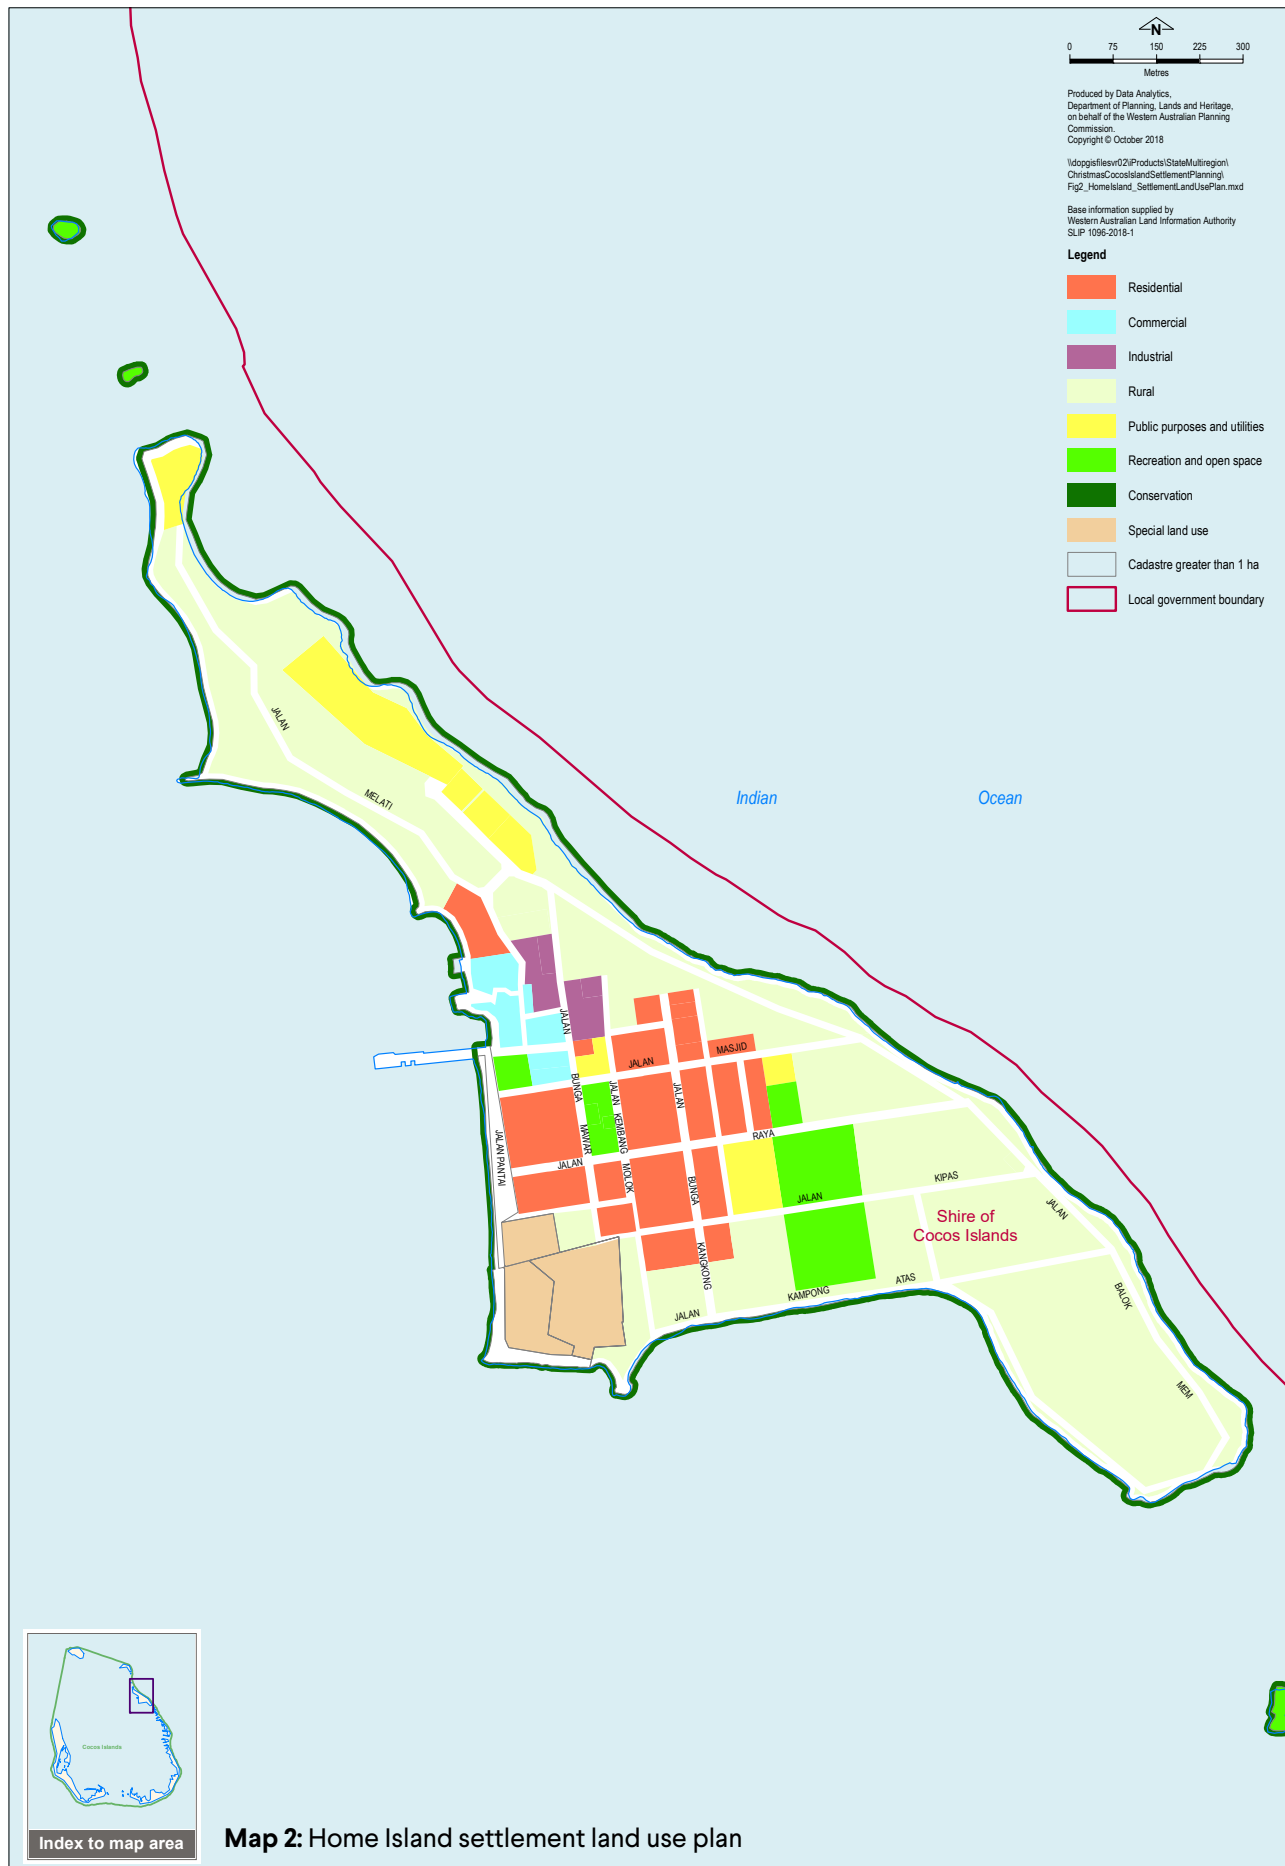 N
0 75 150 225 300
Metres
Produced by Data Analytics,
Department of Planning, Lands and Heritage,
on behalf of the Western Australian Planning
Commission.
Copyright © October 2018
\\dopgisfilesvr02\iProducts\StateMultiregion\
ChristmasCocosIslandSettlementPlanning\
Fig2_HomeIsland_SettlementLandUsePlan.mxd
Base information supplied by
Western Australian Land Information Authority
SLIP 1096-2018-1
Legend
Residential
Commercial
Industrial
Rural
Public purposes and utilities
Recreation and open space
Conservation
Special land use
Cadastre greater than 1 ha
Local government boundary
JALAN
MELATI
Indian Ocean
JALAN
BUNGA
MAWAR
JALAN
MASJID
JALAN
KEMBANG
MOLOK
JALAN
BUNGA
KANGKONG
JALAN PANTAI
JALAN
RAYA
JALAN
KIPAS
Shire of
Cocos Islands
JALAN
BALOK
MEM
JALAN
KAMPONG
ATAS
Cocos Islands
Index to map area
Map 2: Home Island settlement land use plan